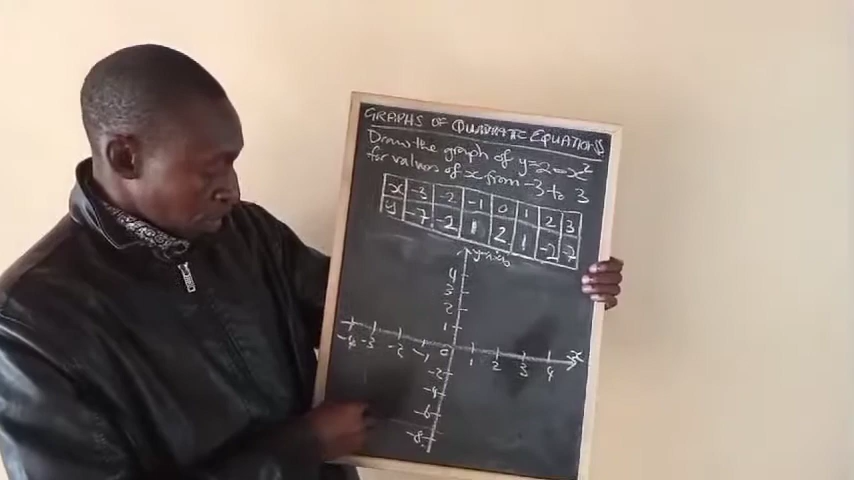 GRAPHS OF QUADRATIC EQUATIONS
Draw the graph of y=2-x²
for values of x from -3 to 3
x -3 -2 -1 0 1 2 3
y -7 -2 1 2 1 -2 -7
y-axis
4
3
2
1
-4 -3 -2 -1 0 1 2 3 4 x
-2
-4
-6
-8